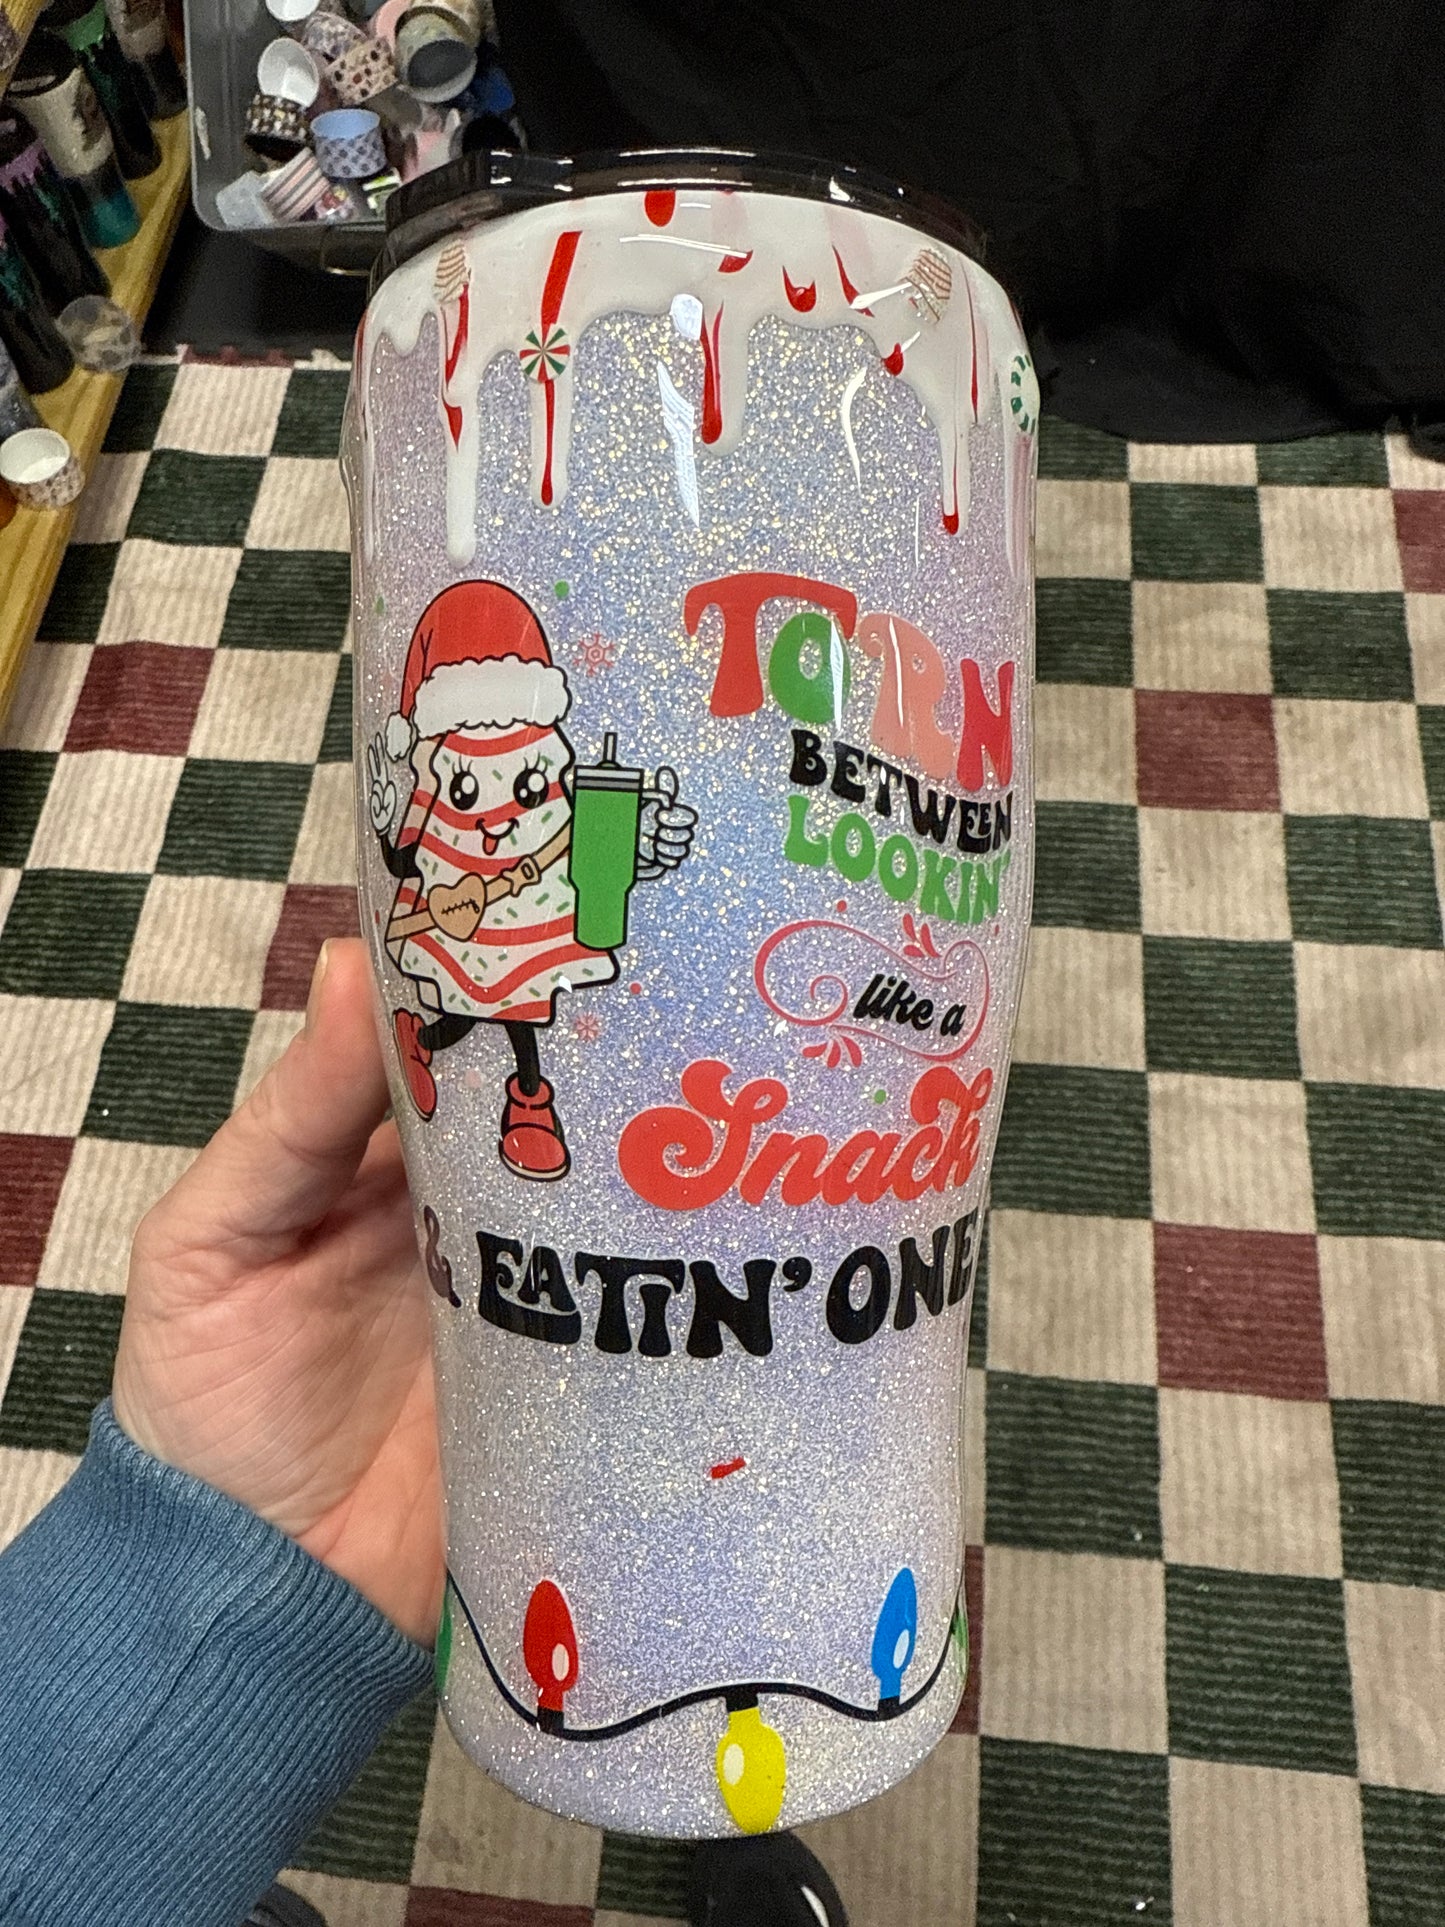 TORN
BETWEEN
LOOKIN'
like a
Snack
& EATIN' ONE